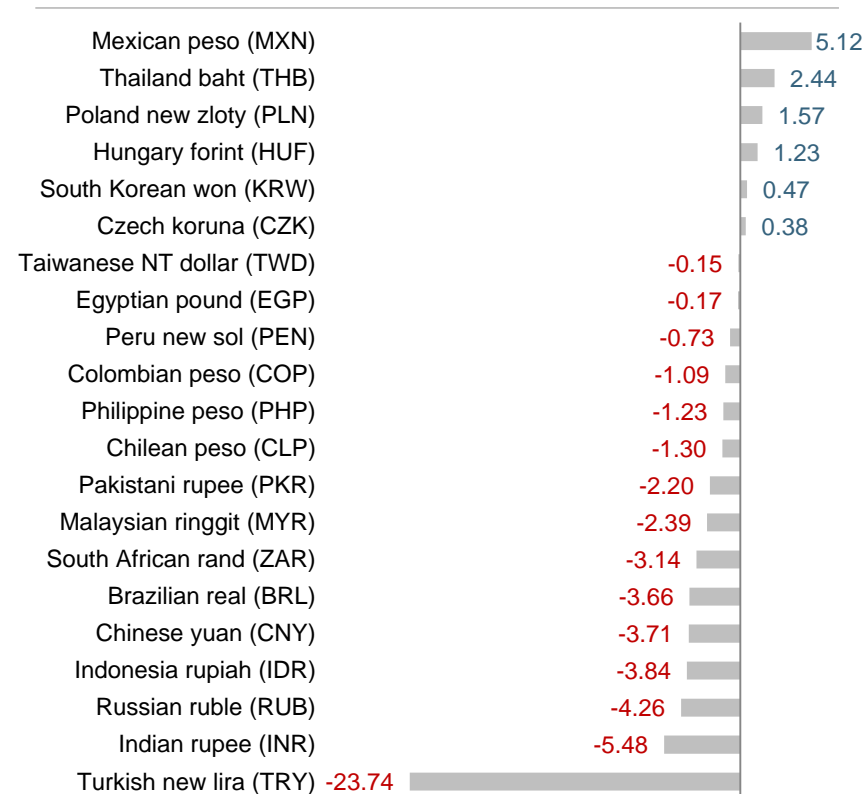 Mexican peso (MXN) 5.12
Thailand baht (THB) 2.44
Poland new zloty (PLN) 1.57
Hungary forint (HUF) 1.23
South Korean won (KRW) 0.47
Czech koruna (CZK) 0.38
Taiwanese NT dollar (TWD) -0.15
Egyptian pound (EGP) -0.17
Peru new sol (PEN) -0.73
Colombian peso (COP) -1.09
Philippine peso (PHP) -1.23
Chilean peso (CLP) -1.30
Pakistani rupee (PKR) -2.20
Malaysian ringgit (MYR) -2.39
South African rand (ZAR) -3.14
Brazilian real (BRL) -3.66
Chinese yuan (CNY) -3.71
Indonesia rupiah (IDR) -3.84
Russian ruble (RUB) -4.26
Indian rupee (INR) -5.48
Turkish new lira (TRY) -23.74